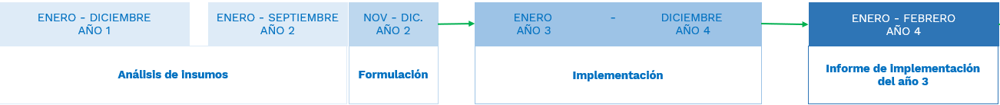 ENERO - DICIEMBRE
AÑO 1
ENERO - SEPTIEMBRE
AÑO 2
NOV - DIC.
AÑO 2
ENERO - DICIEMBRE
AÑO 3 AÑO 4
ENERO - FEBRERO
AÑO 4
Análisis de insumos
Formulación
Implementación
Informe de implementación
del año 3